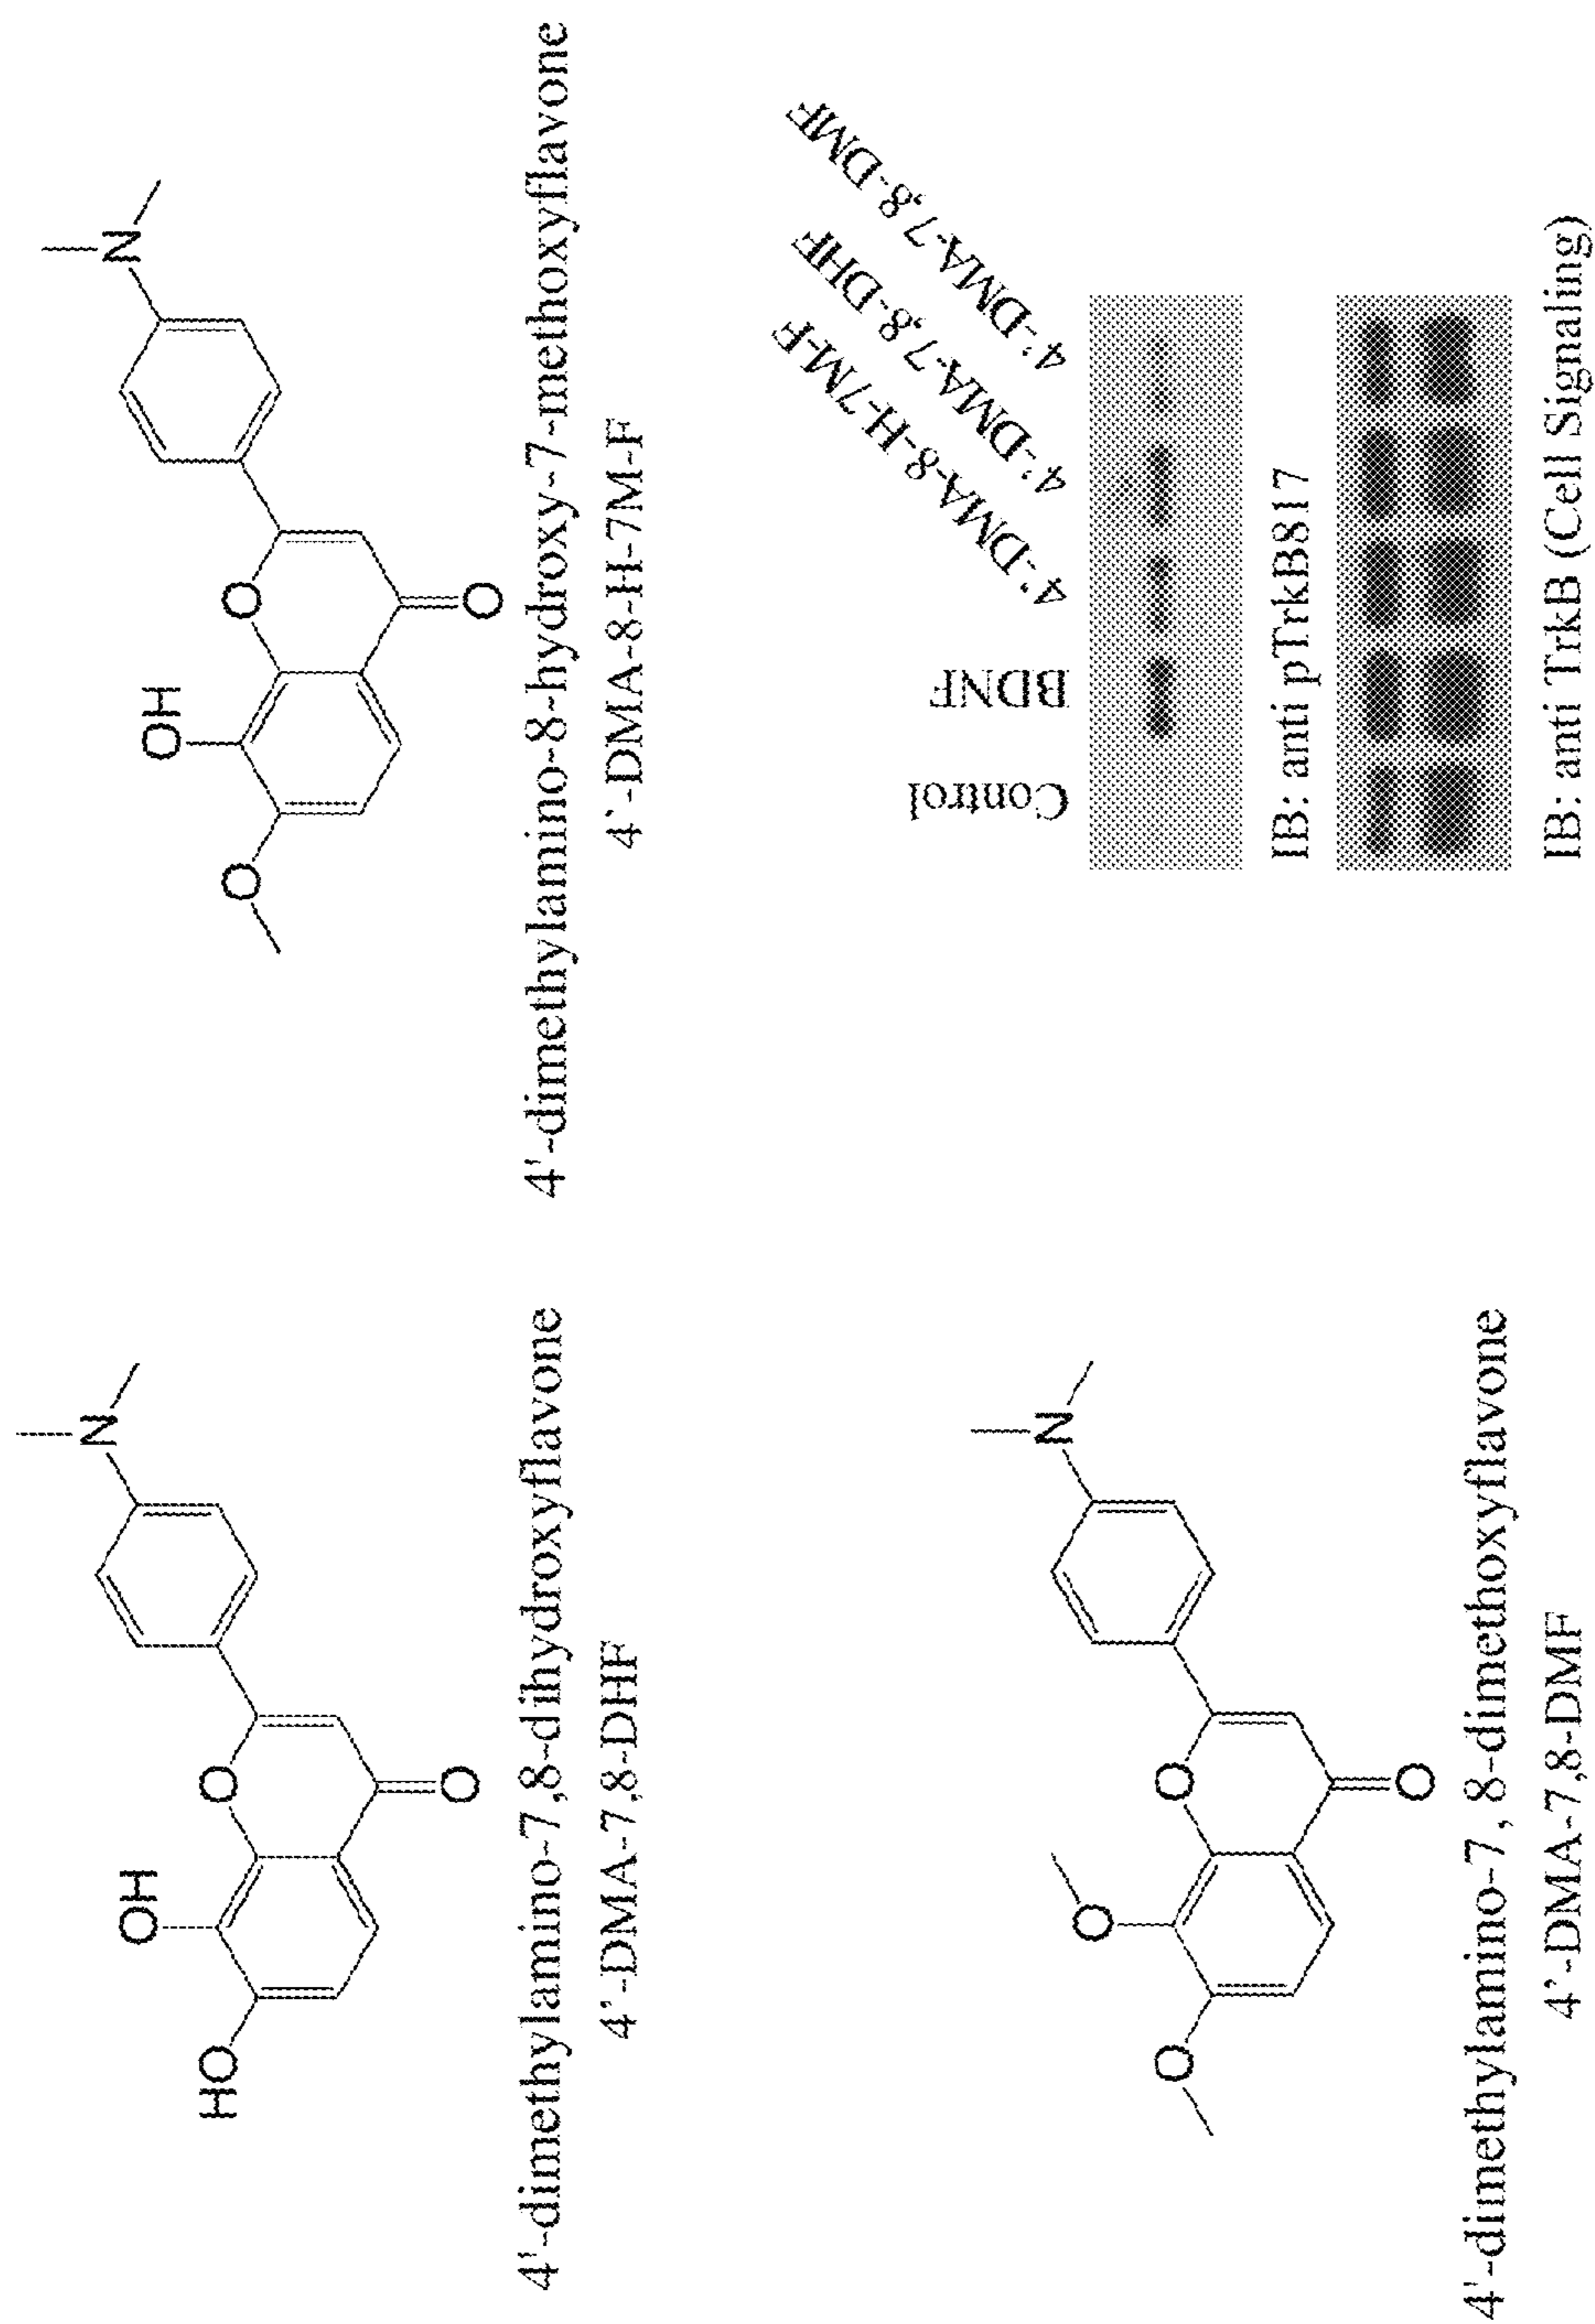 OH
HO
O
O
N
4'-dimethylamino-7,8-dihydroxyflavone
4'-DMA-7,8-DHF
OH
O
O
O
N
4'-dimethylamino-8-hydroxy-7-methoxyflavone
4`-DMA-8-H-7M-F
O
O
O
O
N
4'-dimethylamino-7, 8-dimethoxyflavone
4'-DMA-7,8-DMF
Control
BDNF
4'-DMA-8-H-7M-F
4'-DMA-7,8-DHF
4'-DMA-7,8-DMF
IB: anti pTrkB817
IB: anti TrkB (Cell Signaling)